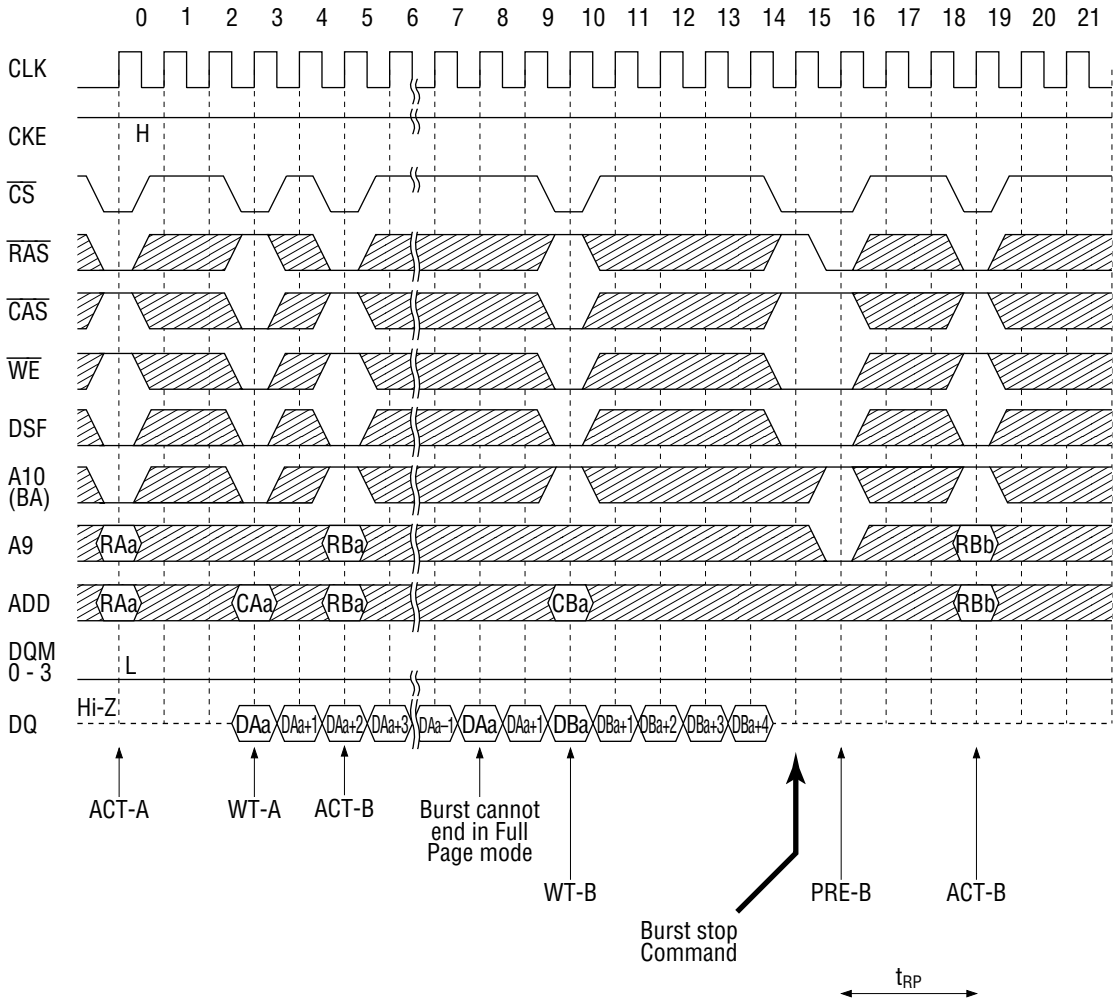 0 1 2 3 4 5 6 7 8 9 10 11 12 13 14 15 16 17 18 19 20 21
CLK
CKE H
CS
RAS
CAS
WE
DSF
A10
(BA)
A9 RAa RBa RBb
ADD RAa CAa RBa CBa RBb
DQM
0 - 3 L
Hi-Z
DQ DAa DAa+1 DAa+2 DAa+3 DAa–1 DAa DAa+1 DBa DBa+1 DBa+2 DBa+3 DBa+4
ACT-A WT-A ACT-B Burst cannot
end in Full
Page mode
WT-B PRE-B ACT-B
Burst stop
Command
tRP